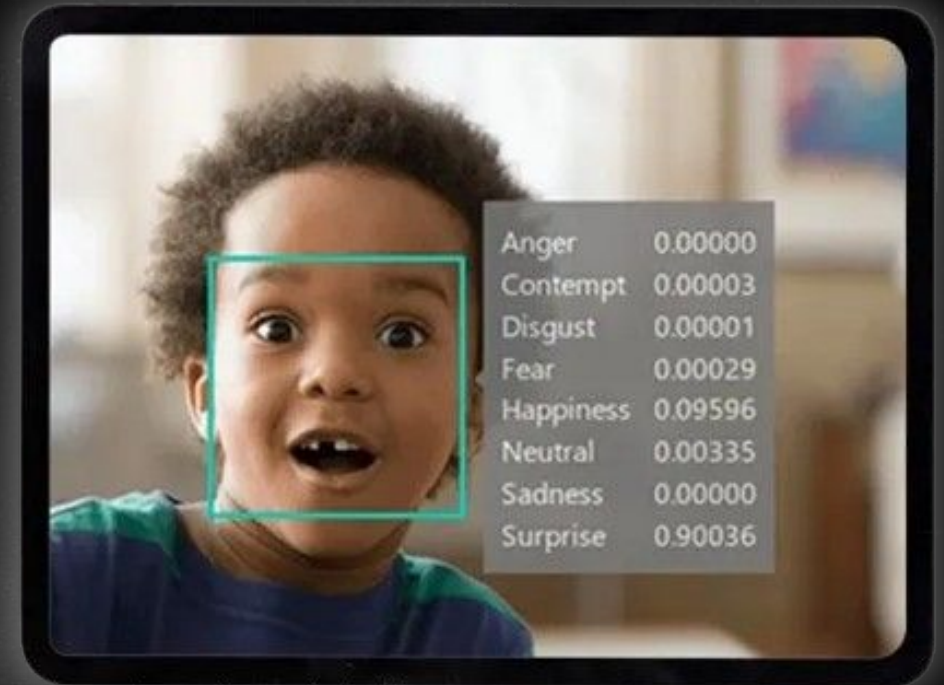 Anger 0.00000
Contempt 0.00003
Disgust 0.00001
Fear 0.00029
Happiness 0.09596
Neutral 0.00335
Sadness 0.00000
Surprise 0.90036